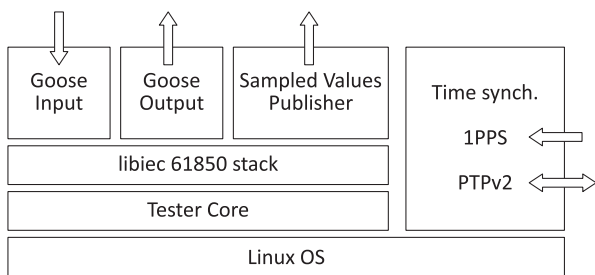 Goose
Input
Goose
Output
Sampled Values
Publisher
Time synch.
1PPS
PTPv2
libiec 61850 stack
Tester Core
Linux OS